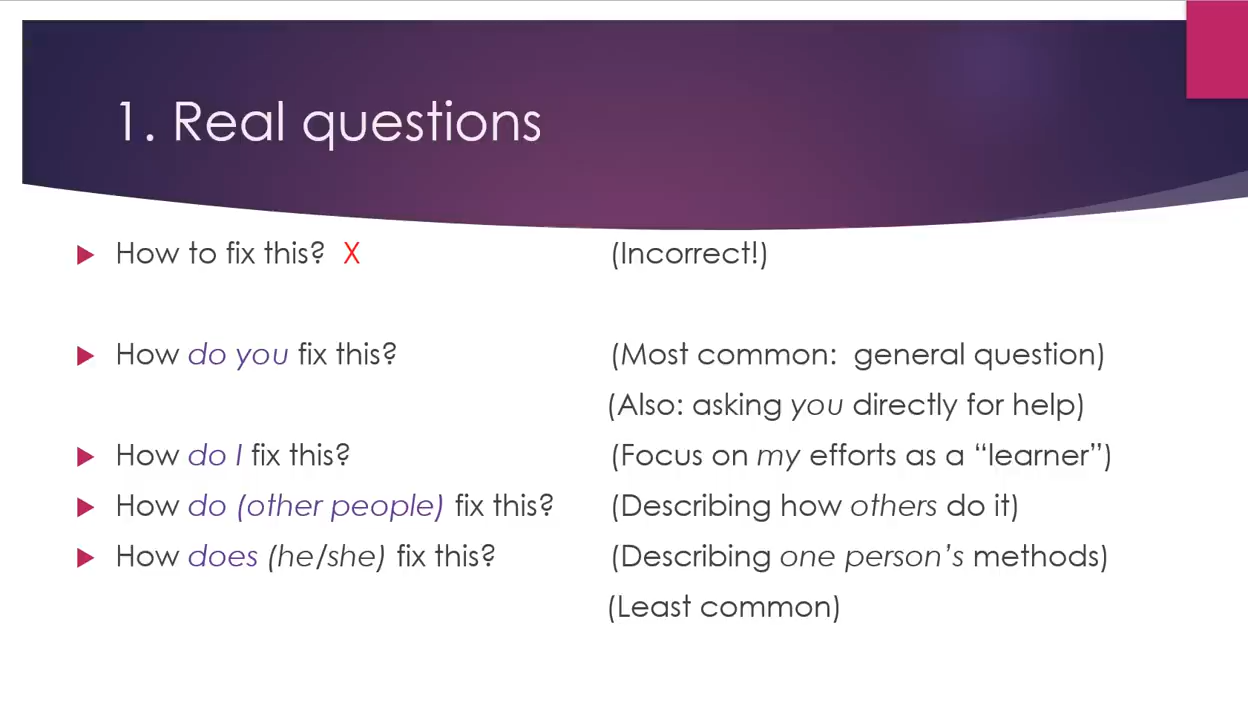 1. Real questions
How to fix this? X (Incorrect!)
How do you fix this? (Most common: general question)
(Also: asking you directly for help)
How do I fix this? (Focus on my efforts as a “learner”)
How do (other people) fix this? (Describing how others do it)
How does (he/she) fix this? (Describing one person’s methods)
(Least common)